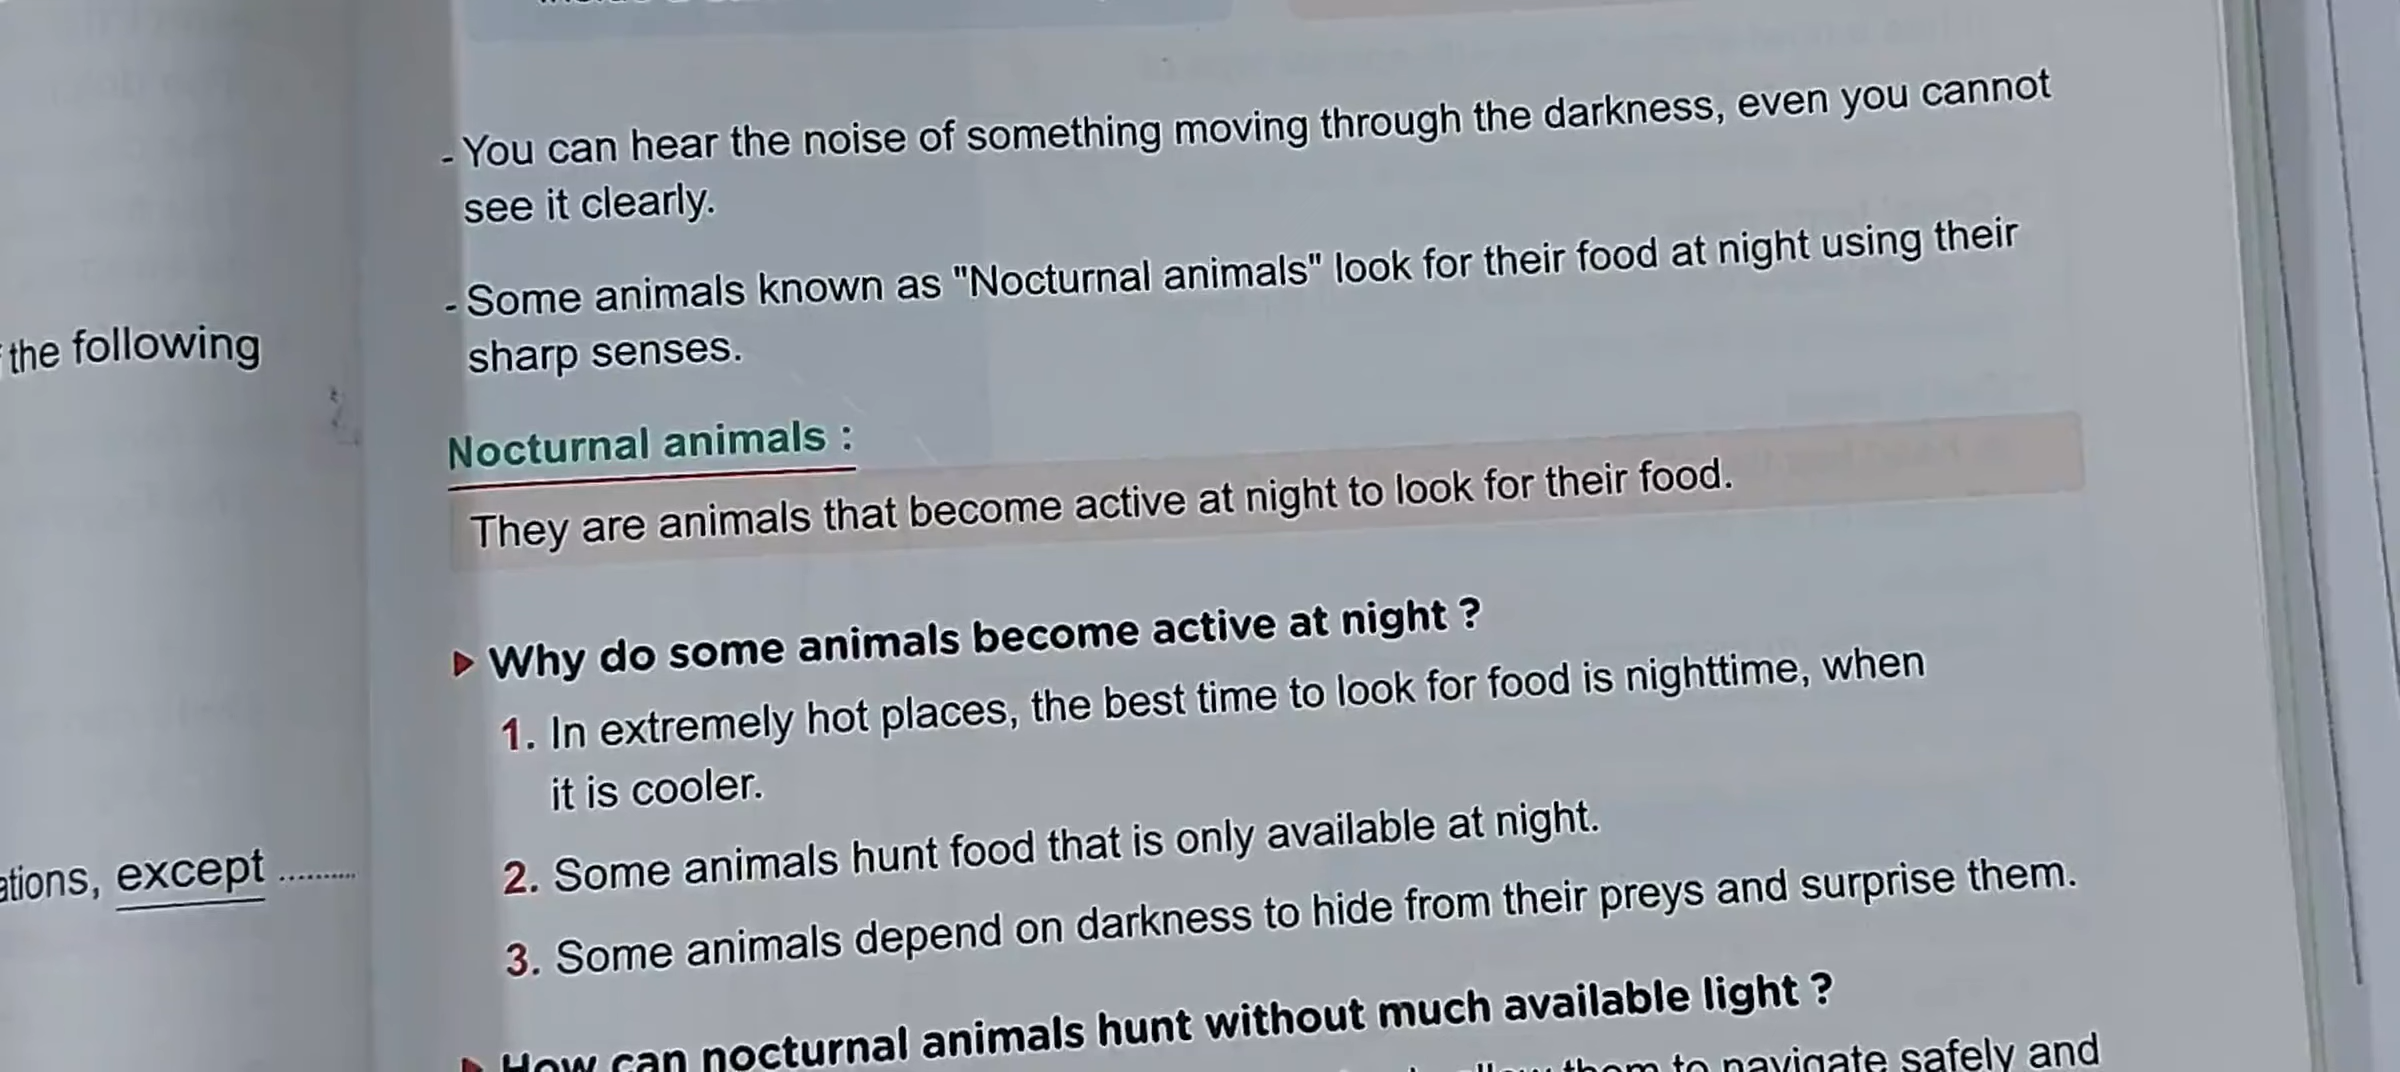 the following
ations, except ..........
- You can hear the noise of something moving through the darkness, even you cannot
see it clearly.
- Some animals known as "Nocturnal animals" look for their food at night using their
sharp senses.
Nocturnal animals :
They are animals that become active at night to look for their food.
Why do some animals become active at night ?
1. In extremely hot places, the best time to look for food is nighttime, when
it is cooler.
2. Some animals hunt food that is only available at night.
3. Some animals depend on darkness to hide from their preys and surprise them.
How can nocturnal animals hunt without much available light ?
them to navigate safely and